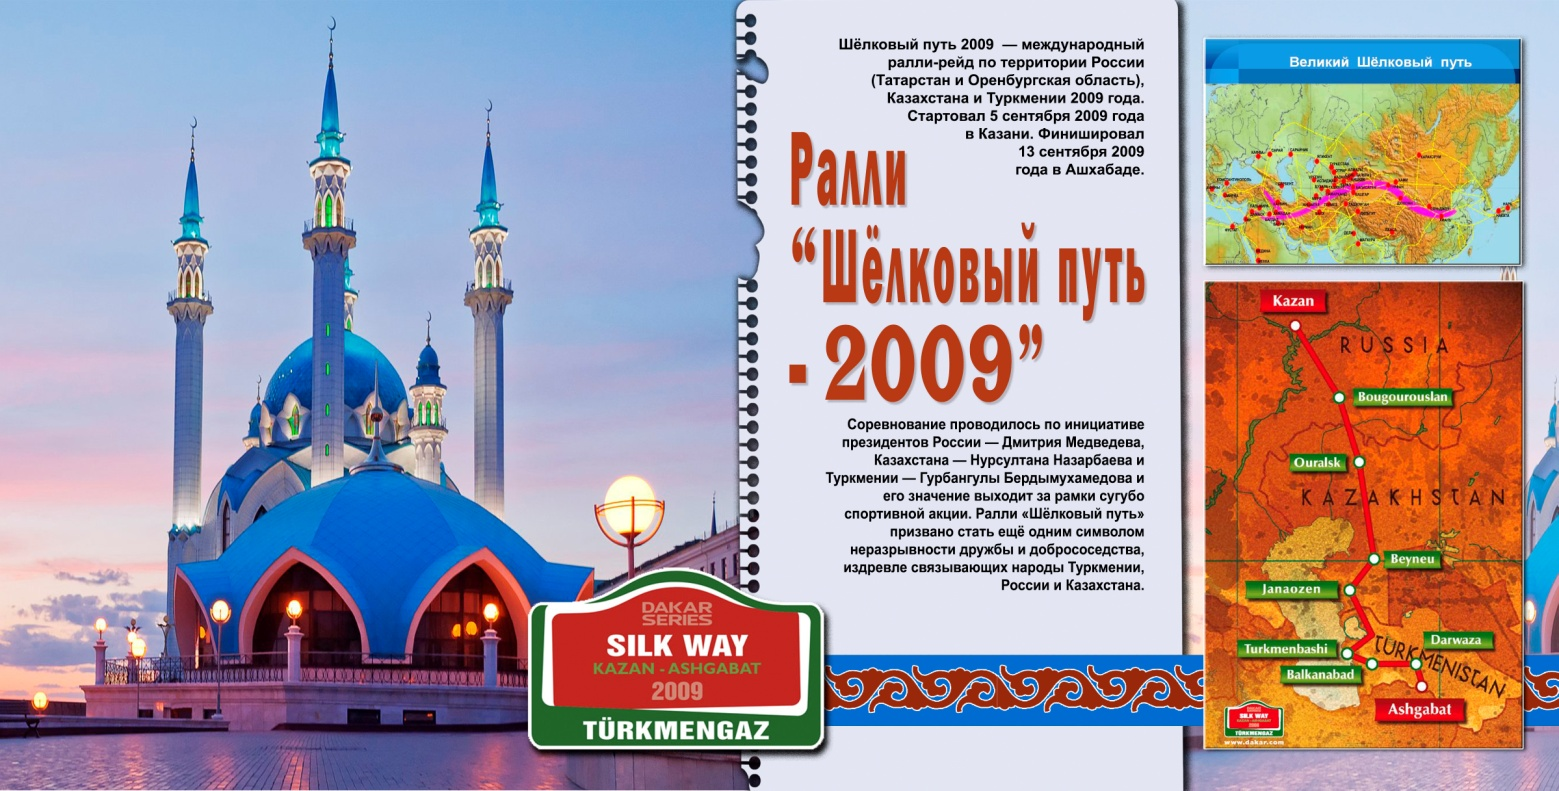 Шёлковый путь 2009 — международный
ралли-рейд по территории России
(Татарстан и Оренбургская область),
Казахстана и Туркмении 2009 года.
Стартовал 5 сентября 2009 года
в Казани. Финишировал
13 сентября 2009
года в Ашхабаде.
Ралли
“Шёлковый путь
- 2009”
Соревнование проводилось по инициативе
президентов России — Дмитрия Медведева,
Казахстана — Нурсултана Назарбаева и
Туркмении — Гурбангулы Бердымухамедова и
его значение выходит за рамки сугубо
спортивной акции. Ралли «Шёлковый путь»
призвано стать ещё одним символом
неразрывности дружбы и добрососедства,
издревле связывающих народы Туркмении,
России и Казахстана.
DAKAR
SERIES
SILK WAY
KAZAN - ASHGABAT
2009
TÜRKMENGAZ
Великий Шёлковый путь
Kazan
RUSSIA
Bougourouslan
Ouralsk
KAZAKHSTAN
Beyneu
Janaozen
Turkmenbashi
Darwaza
TURKMENISTAN
Balkanabad
Ashgabat
SILK WAY
TÜRKMENGAZ
www.dakar.com